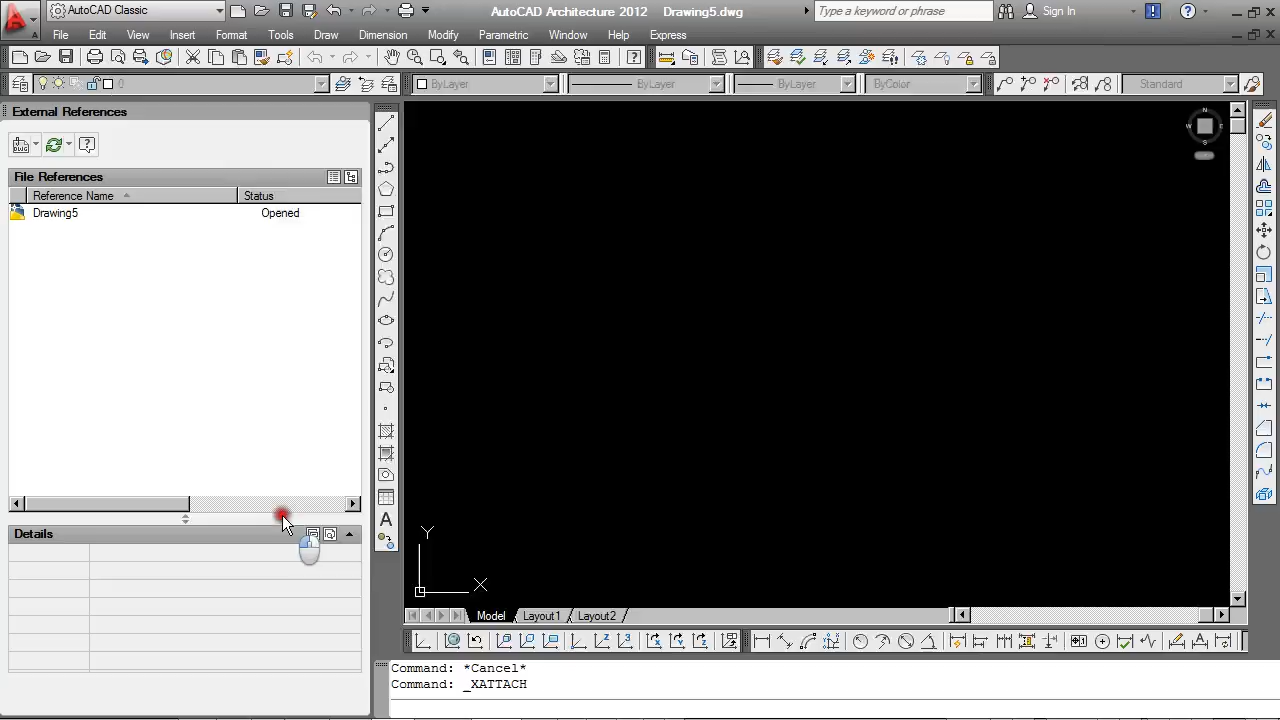 AutoCAD Classic
AutoCAD Architecture 2012 Drawing5.dwg
Type a keyword or phrase
Sign In
File Edit View Insert Format Tools Draw Dimension Modify Parametric Window Help Express
0
ByLayer
ByLayer
ByLayer
ByColor
Standard
External References
File References
Reference Name
Status
Drawing5
Opened
Details
N
W
E
S
A
Y
X
Model
Layout1
Layout2
Command: *Cancel*
Command: _XATTACH